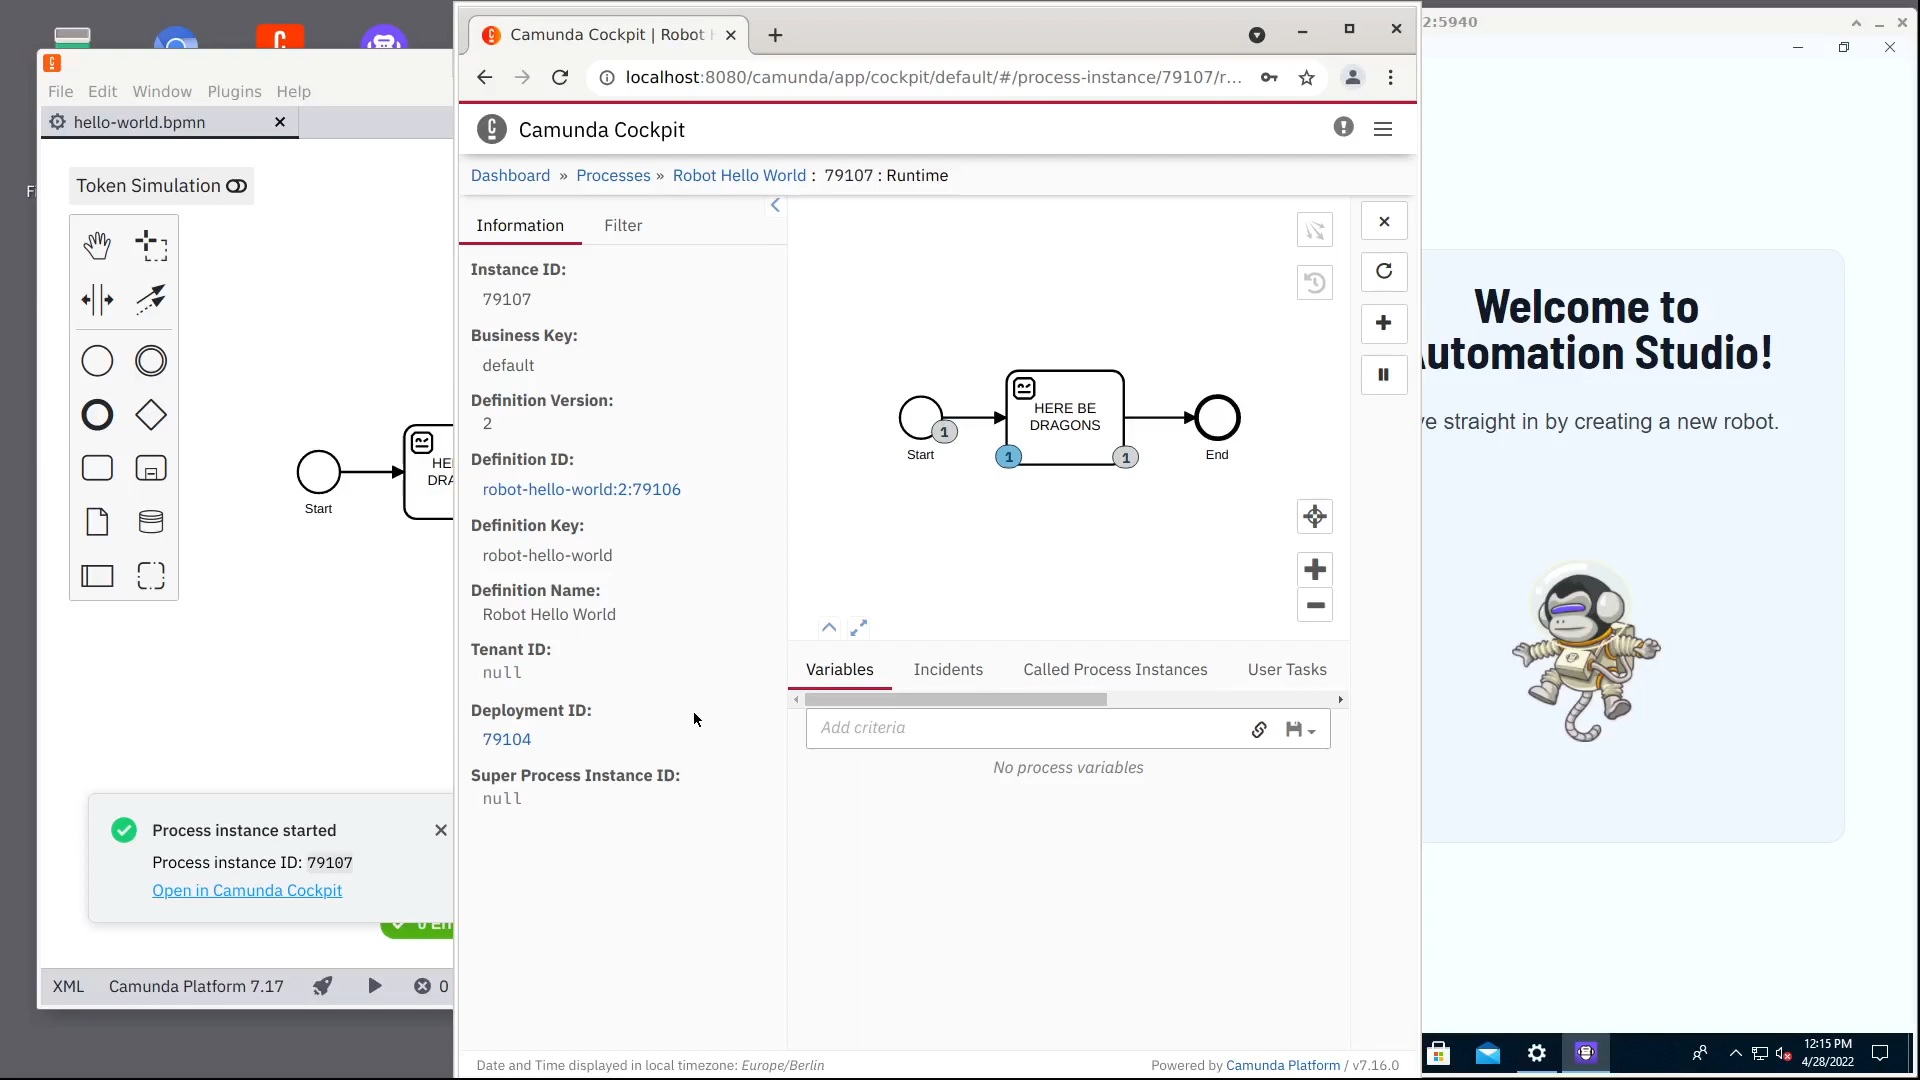 File Edit Window Plugins Help
hello-world.bpmn
Token Simulation
Start
HE
DRA
Process instance started
Process instance ID: 79107
Open in Camunda Cockpit
XML Camunda Platform 7.17 0
Camunda Cockpit | Robot H
localhost:8080/camunda/app/cockpit/default/#/process-instance/79107/r...
Camunda Cockpit
Dashboard » Processes » Robot Hello World : 79107 : Runtime
Information Filter
Instance ID:
79107
Business Key:
default
Definition Version:
2
Definition ID:
robot-hello-world:2:79106
Definition Key:
robot-hello-world
Definition Name:
Robot Hello World
Tenant ID:
null
Deployment ID:
79104
Super Process Instance ID:
null
HERE BE
DRAGONS
1
1
1
Start
End
Variables Incidents Called Process Instances User Tasks
Add criteria
No process variables
Date and Time displayed in local timezone: Europe/Berlin
Powered by Camunda Platform / v7.16.0
2:5940
Welcome to
utomation Studio!
e straight in by creating a new robot.
12:15 PM
4/28/2022